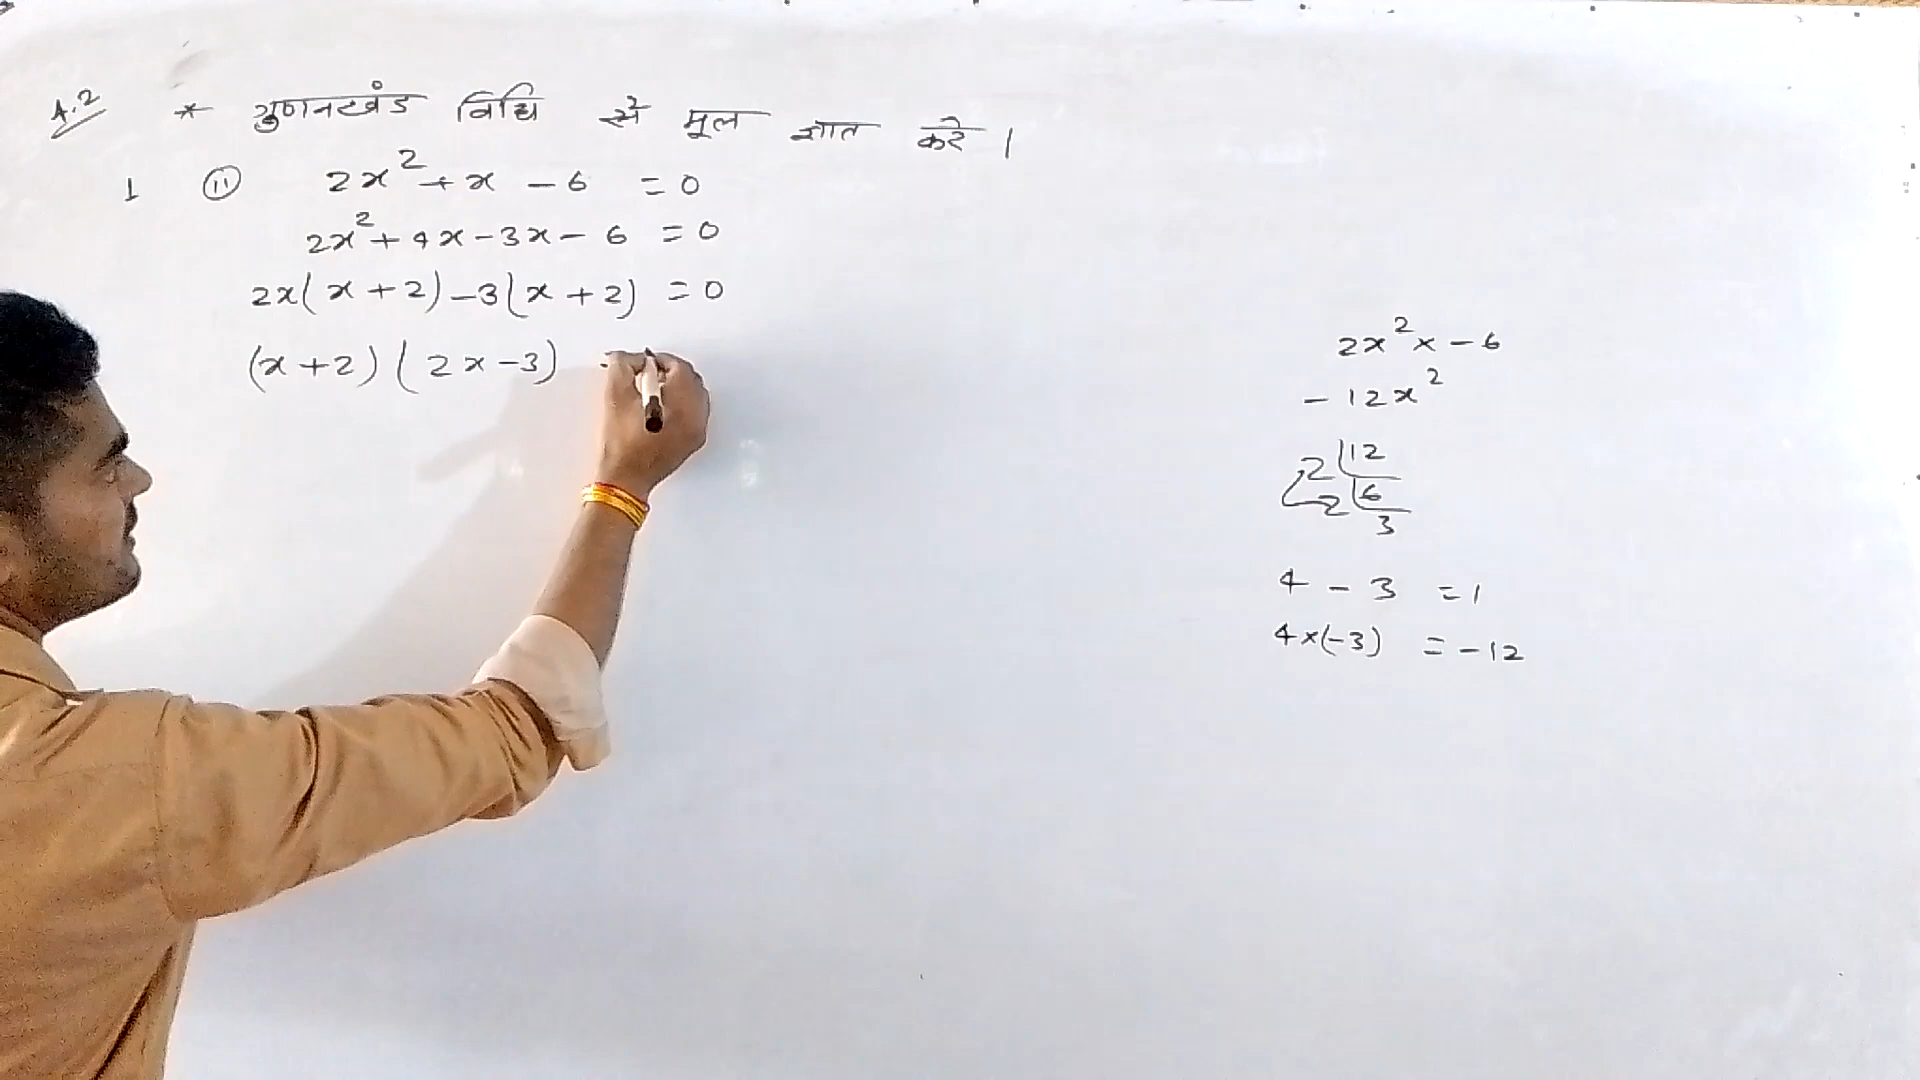 4.2 * गुणनखंड विधि से मूल ज्ञात करे ।
1 (ii) 2x² + x - 6 = 0
2x² + 4x - 3x - 6 = 0
2x(x + 2) - 3(x + 2) = 0
(x + 2)(2x - 3)
2x² x - 6
- 12x²
2 | 12
2 | 6
3
4 - 3 = 1
4 x (-3) = -12